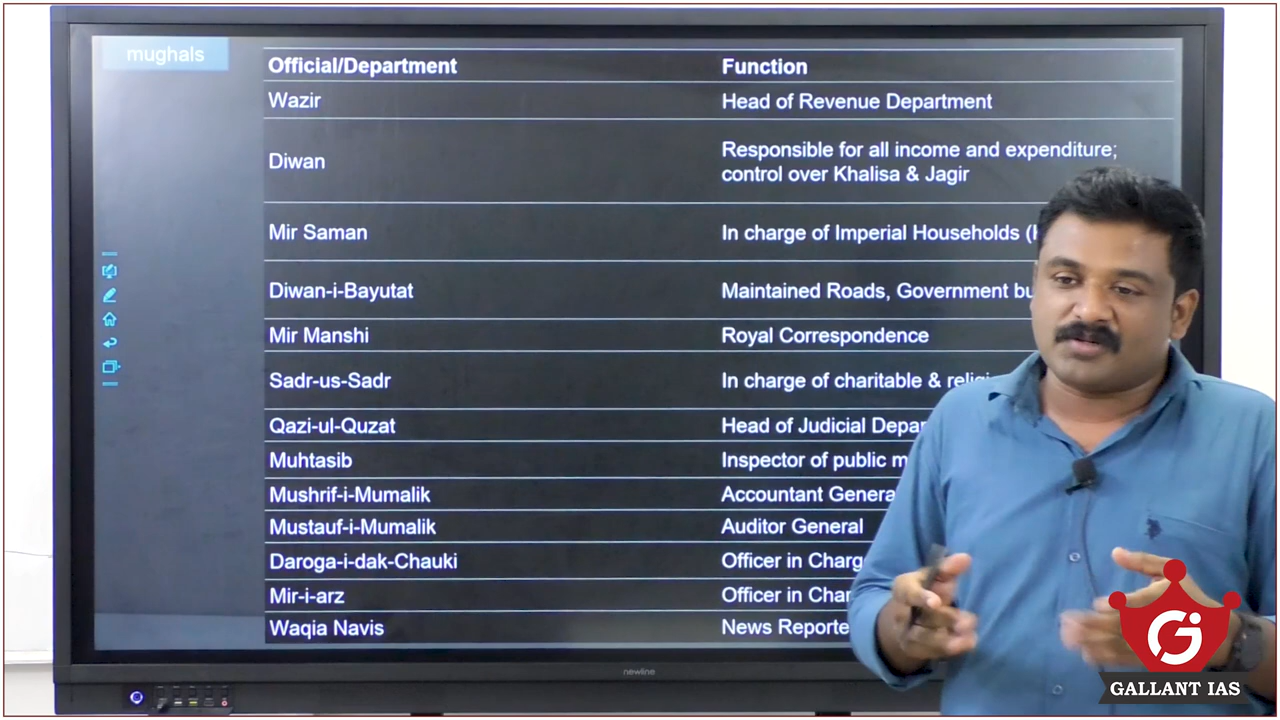 mughals
Official/Department Function
Wazir Head of Revenue Department
Diwan Responsible for all income and expenditure;
control over Khalisa & Jagir
Mir Saman In charge of Imperial Households
Diwan-i-Bayutat Maintained Roads, Government
Mir Manshi Royal Correspondence
Sadr-us-Sadr In charge of charitable &
Qazi-ul-Quzat Head of Judicial
Muhtasib Inspector of public
Mushrif-i-Mumalik Accountant
Mustauf-i-Mumalik Auditor General
Daroga-i-dak-Chauki Officer in
Mir-i-arz Officer in
Waqia Navis News
newline
GALLANT IAS